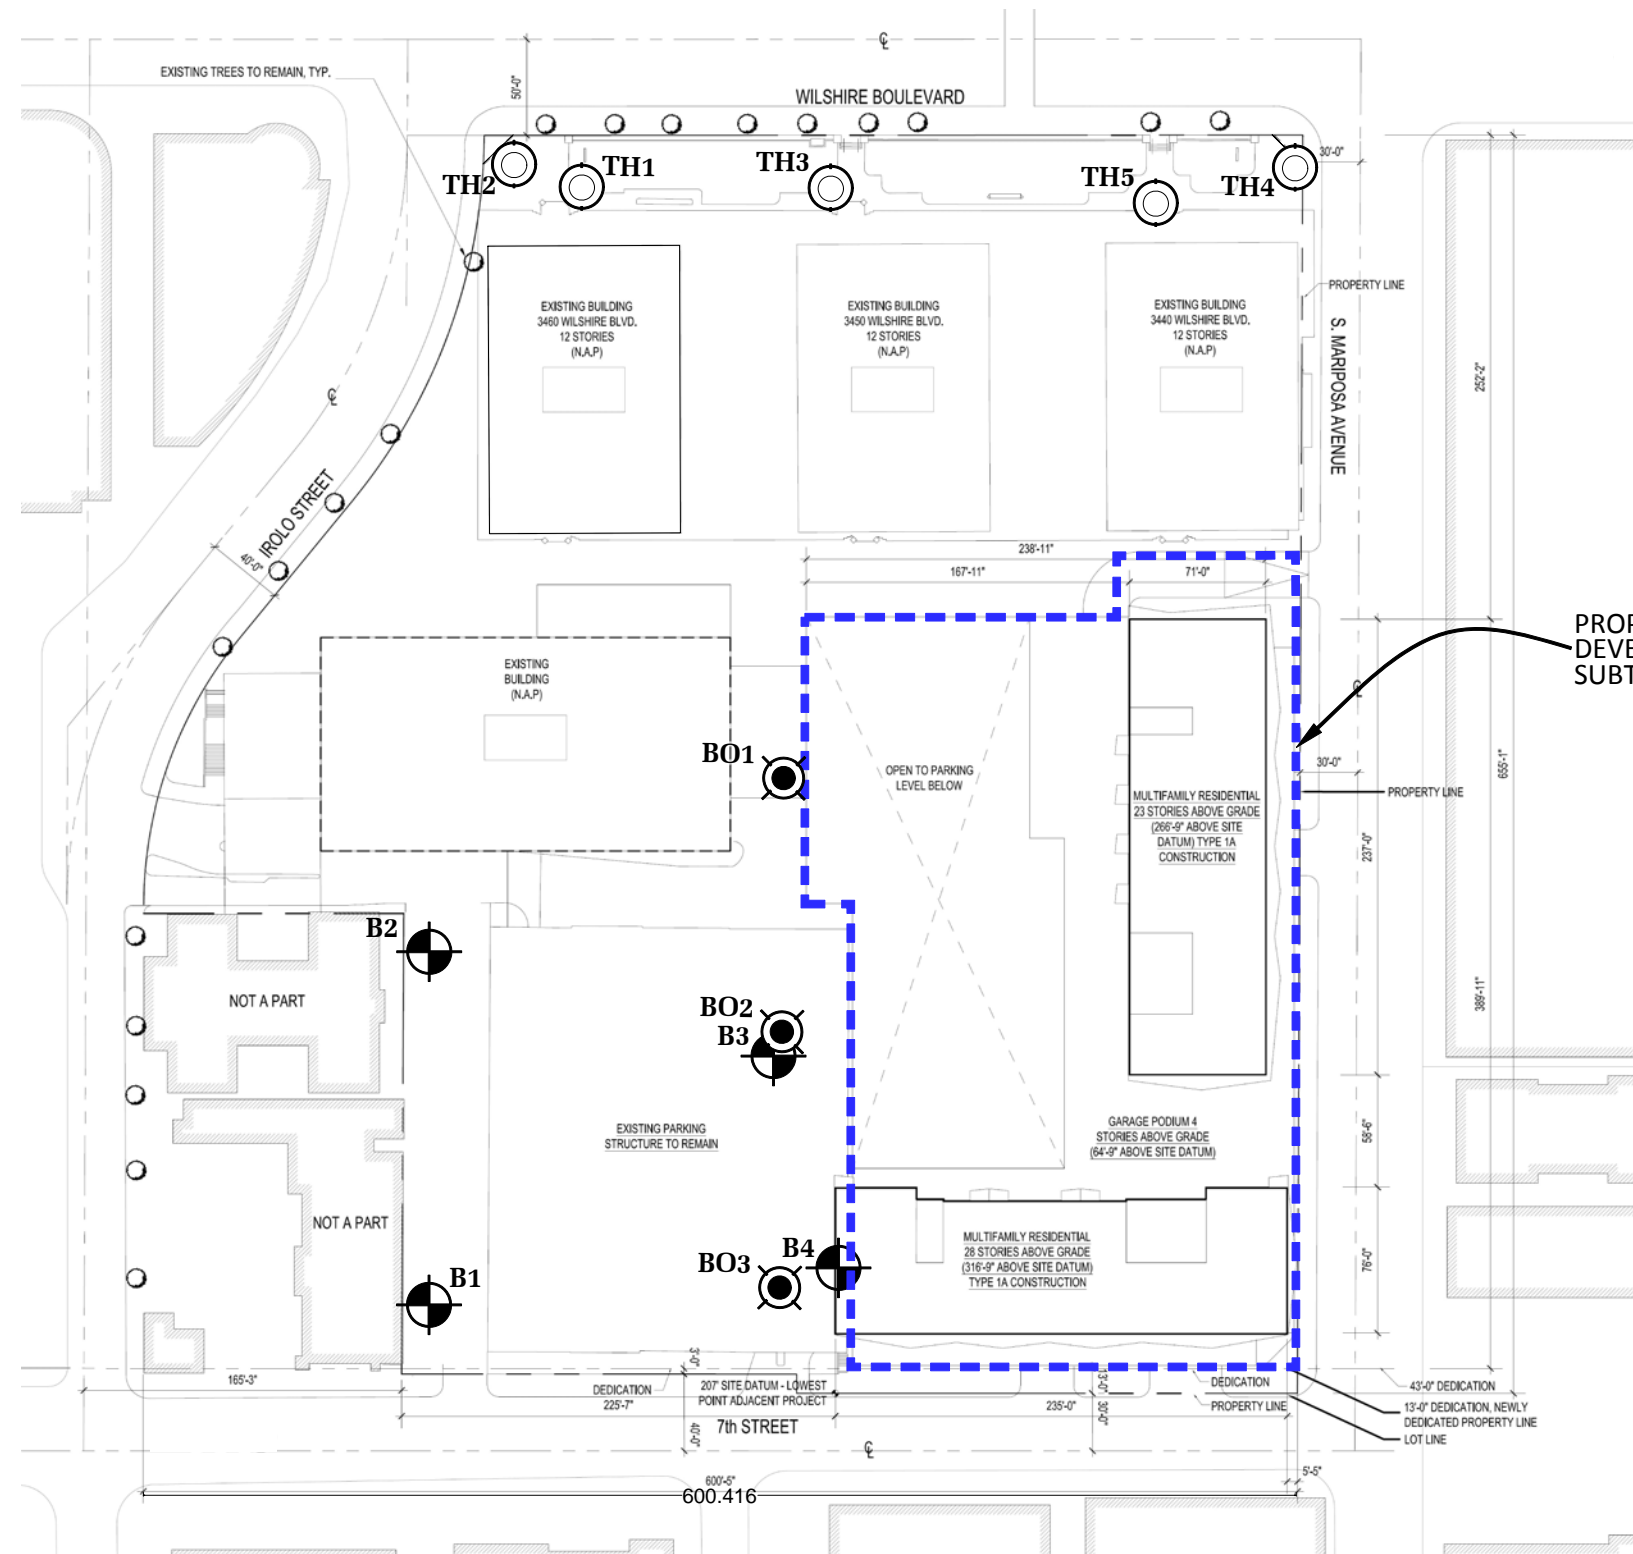 ℄
EXISTING TREES TO REMAIN, TYP.
50'-0"
WILSHIRE BOULEVARD
TH2
TH1
TH3
TH5
TH4
30'-0"
EXISTING BUILDING
3460 WILSHIRE BLVD.
12 STORIES
(N.A.P)
EXISTING BUILDING
3450 WILSHIRE BLVD.
12 STORIES
(N.A.P)
EXISTING BUILDING
3440 WILSHIRE BLVD.
12 STORIES
(N.A.P)
PROPERTY LINE
S. MARIPOSA AVENUE
252'-2"
℄
IROLO STREET
40'-0"
238'-11"
167'-11"
71'-0"
PROP
DEVE
SUBT
EXISTING
BUILDING
(N.A.P)
℄
BO1
OPEN TO PARKING
LEVEL BELOW
MULTIFAMILY RESIDENTIAL
23 STORIES ABOVE GRADE
(266'-9" ABOVE SITE
DATUM) TYPE 1A
CONSTRUCTION
30'-0"
PROPERTY LINE
655'-1"
237'-0"
B2
NOT A PART
BO2
B3
389'-11"
EXISTING PARKING
STRUCTURE TO REMAIN
GARAGE PODIUM 4
STORIES ABOVE GRADE
(64'-9" ABOVE SITE DATUM)
58'-6"
NOT A PART
B1
BO3
B4
MULTIFAMILY RESIDENTIAL
28 STORIES ABOVE GRADE
(316'-9" ABOVE SITE DATUM)
TYPE 1A CONSTRUCTION
76'-0"
165'-3"
3'-0"
DEDICATION
207' SITE DATUM - LOWEST
POINT ADJACENT PROJECT
225'-7"
7th STREET
40'-0"
13'-0"
30'-0"
235'-0"
DEDICATION
PROPERTY LINE
43'-0" DEDICATION
13'-0" DEDICATION, NEWLY
DEDICATED PROPERTY LINE
LOT LINE
℄
600'-5"
600.416
5'-5"